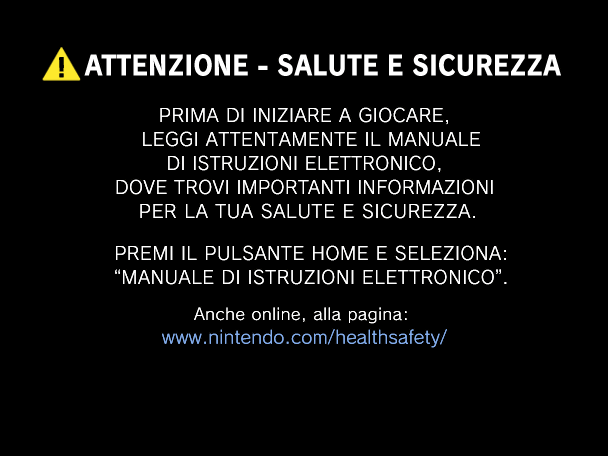 ATTENZIONE - SALUTE E SICUREZZA
PRIMA DI INIZIARE A GIOCARE,
LEGGI ATTENTAMENTE IL MANUALE
DI ISTRUZIONI ELETTRONICO,
DOVE TROVI IMPORTANTI INFORMAZIONI
PER LA TUA SALUTE E SICUREZZA.
PREMI IL PULSANTE HOME E SELEZIONA:
“MANUALE DI ISTRUZIONI ELETTRONICO”.
Anche online, alla pagina:
www.nintendo.com/healthsafety/